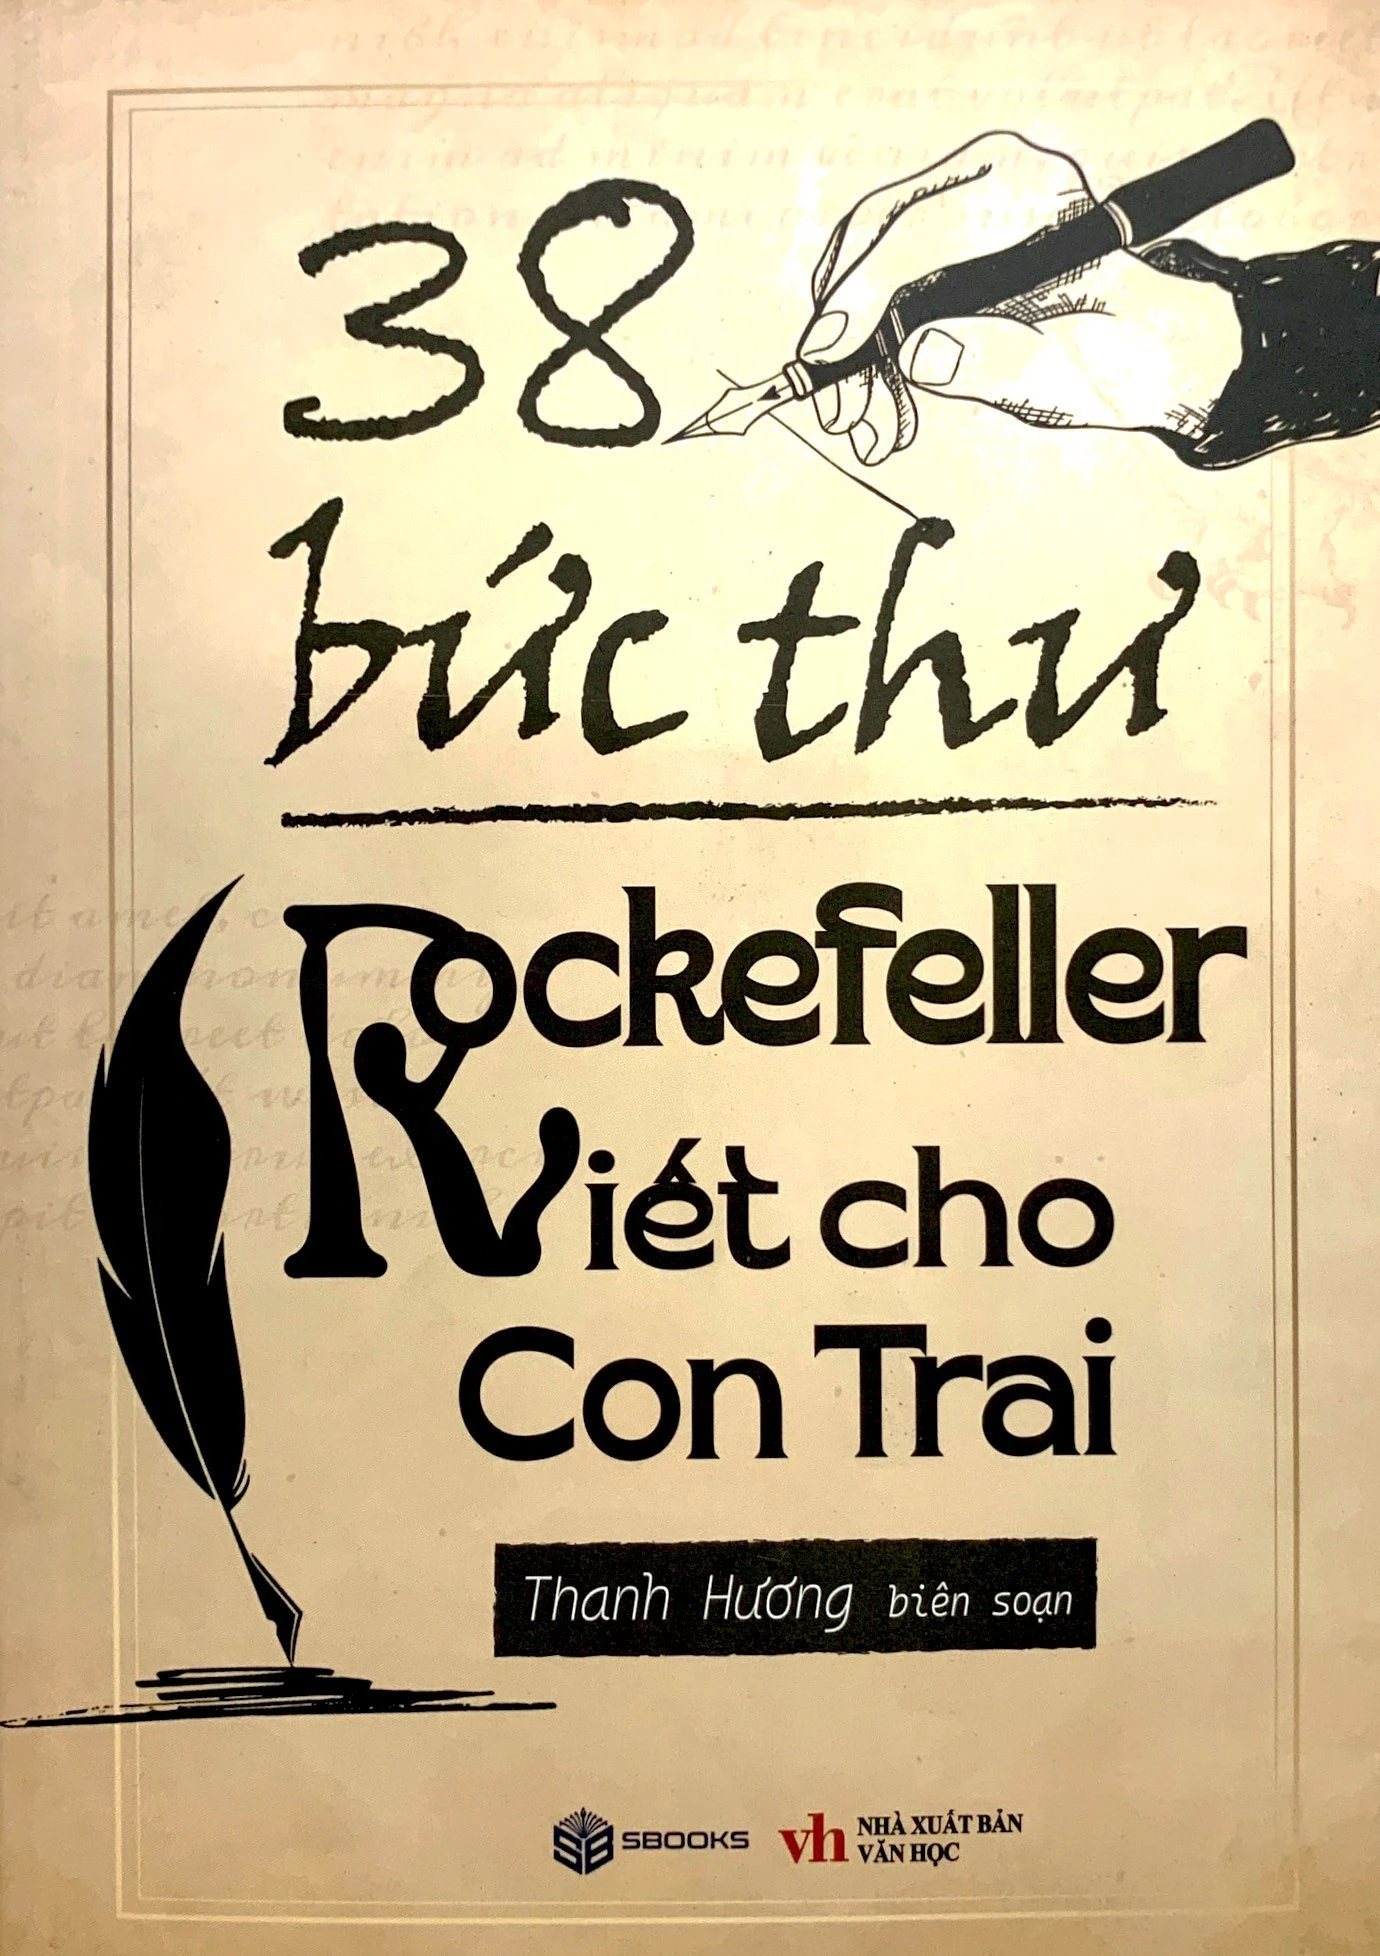 38
bức thư
Rockefeller
Viết cho
Con Trai
Thanh Hương biên soạn
SB SBOOKS
vh NHÀ XUẤT BẢN
VĂN HỌC